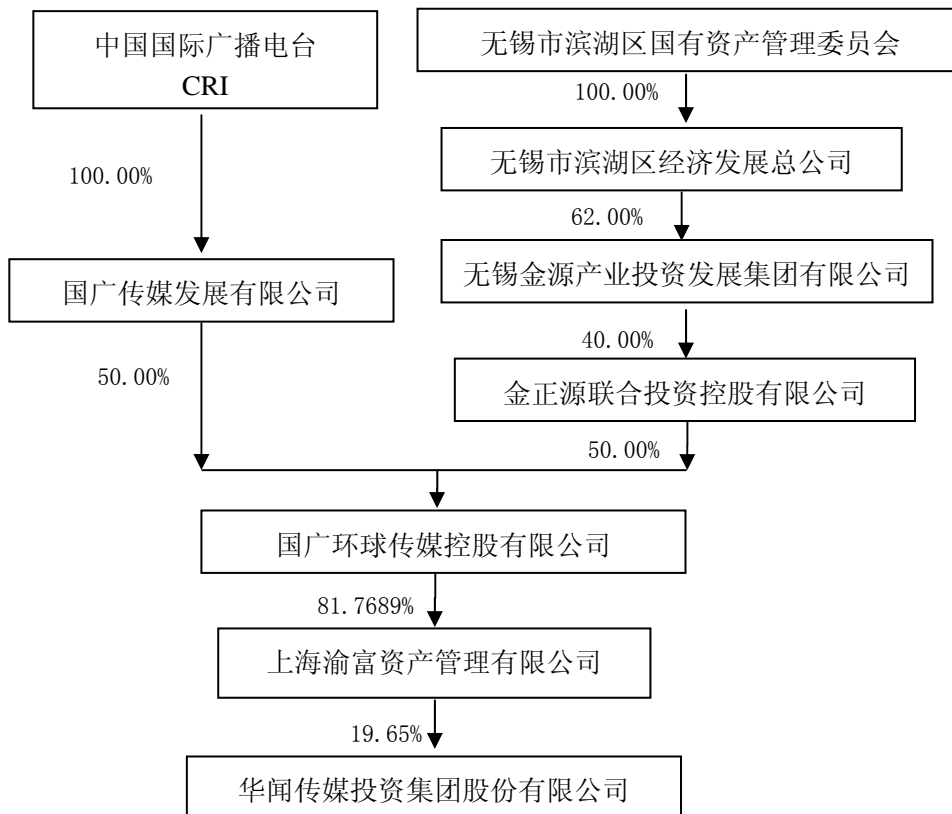 中国国际广播电台
CRI
无锡市滨湖区国有资产管理委员会
100.00%
无锡市滨湖区经济发展总公司
100.00%
62.00%
国广传媒发展有限公司
无锡金源产业投资发展集团有限公司
50.00%
40.00%
金正源联合投资控股有限公司
50.00%
国广环球传媒控股有限公司
81.7689%
上海渝富资产管理有限公司
19.65%
华闻传媒投资集团股份有限公司